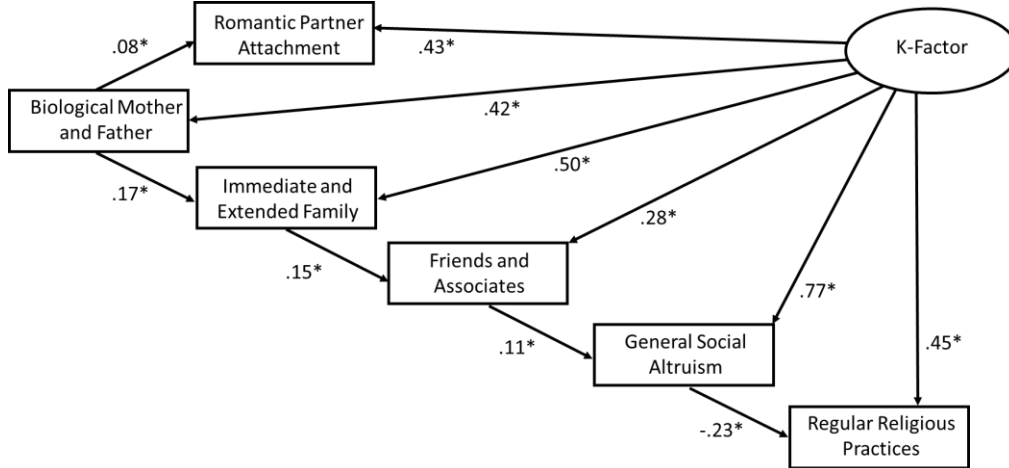 Romantic Partner
Attachment
K-Factor
.08*
.43*
Biological Mother
and Father
.42*
.17*
.50*
Immediate and
Extended Family
.28*
.15*
Friends and
Associates
.77*
.11*
General Social
Altruism
.45*
-.23*
Regular Religious
Practices